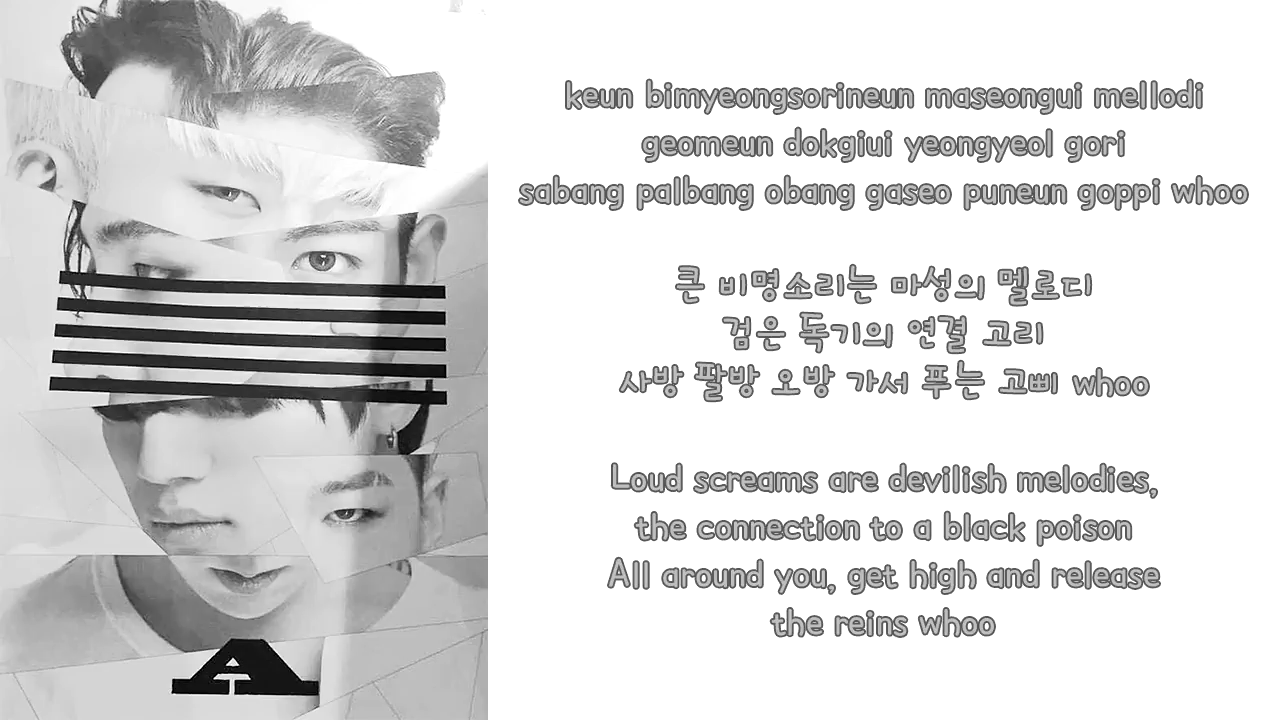 A
keun bimyeongsorineun maseongui mellodi
geomeun dokgiui yeongyeol gori
sabang palbang obang gaseo puneun goppi whoo
큰 비명소리는 마성의 멜로디
검은 독기의 연결 고리
사방 팔방 오방 가서 푸는 고삐 whoo
Loud screams are devilish melodies,
the connection to a black poison
All around you, get high and release
the reins whoo